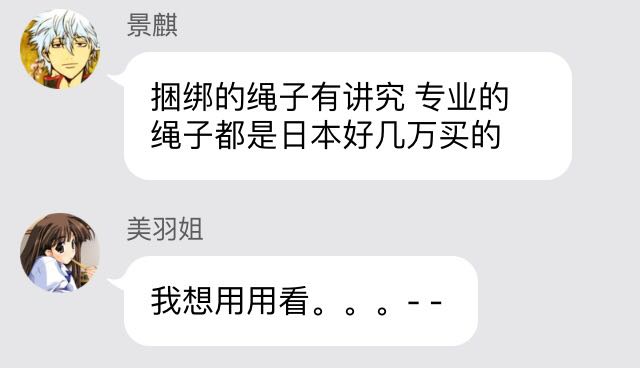 景麒
捆绑的绳子有讲究 专业的
绳子都是日本好几万买的
美羽姐
我想用用看。。。- -